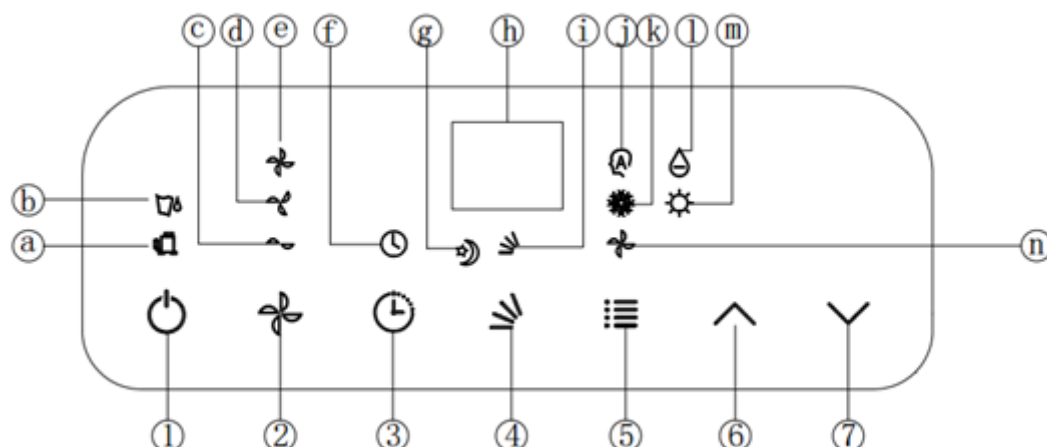 ⓒ ⓓ ⓔ ⓕ ⓖ ⓗ ⓘ ⓙ ⓚ ⓛ ⓜ
A
ⓑ
ⓐ ⓝ
① ② ③ ④ ⑤ ⑥ ⑦